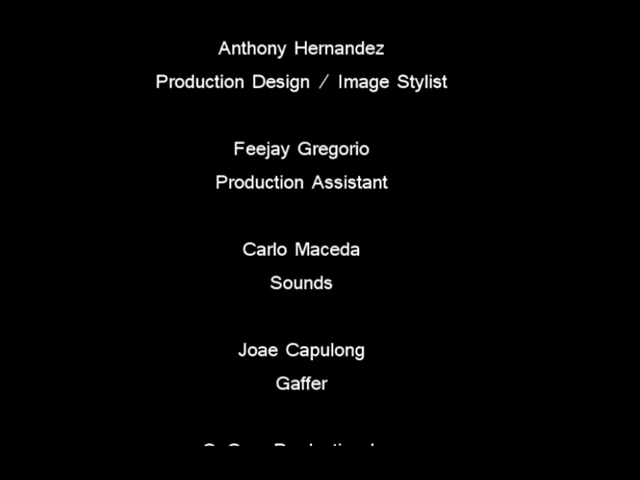 Anthony Hernandez
Production Design / Image Stylist
Feejay Gregorio
Production Assistant
Carlo Maceda
Sounds
Joae Capulong
Gaffer